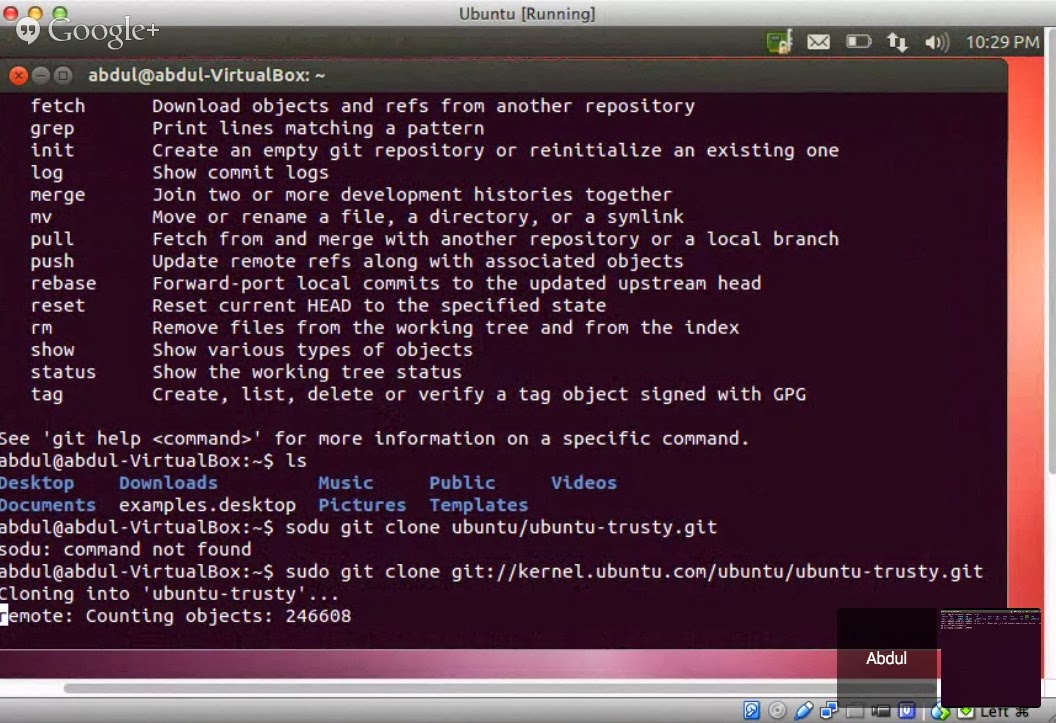 Ubuntu [Running]
Google+
10:29 PM
abdul@abdul-VirtualBox: ~
fetch Download objects and refs from another repository
grep Print lines matching a pattern
init Create an empty git repository or reinitialize an existing one
log Show commit logs
merge Join two or more development histories together
mv Move or rename a file, a directory, or a symlink
pull Fetch from and merge with another repository or a local branch
push Update remote refs along with associated objects
rebase Forward-port local commits to the updated upstream head
reset Reset current HEAD to the specified state
rm Remove files from the working tree and from the index
show Show various types of objects
status Show the working tree status
tag Create, list, delete or verify a tag object signed with GPG
See 'git help <command>' for more information on a specific command.
abdul@abdul-VirtualBox:~$ ls
Desktop Downloads Music Public Videos
Documents examples.desktop Pictures Templates
abdul@abdul-VirtualBox:~$ sodu git clone ubuntu/ubuntu-trusty.git
sodu: command not found
abdul@abdul-VirtualBox:~$ sudo git clone git://kernel.ubuntu.com/ubuntu/ubuntu-trusty.git
Cloning into 'ubuntu-trusty'...
remote: Counting objects: 246608
Abdul
Left ⌘